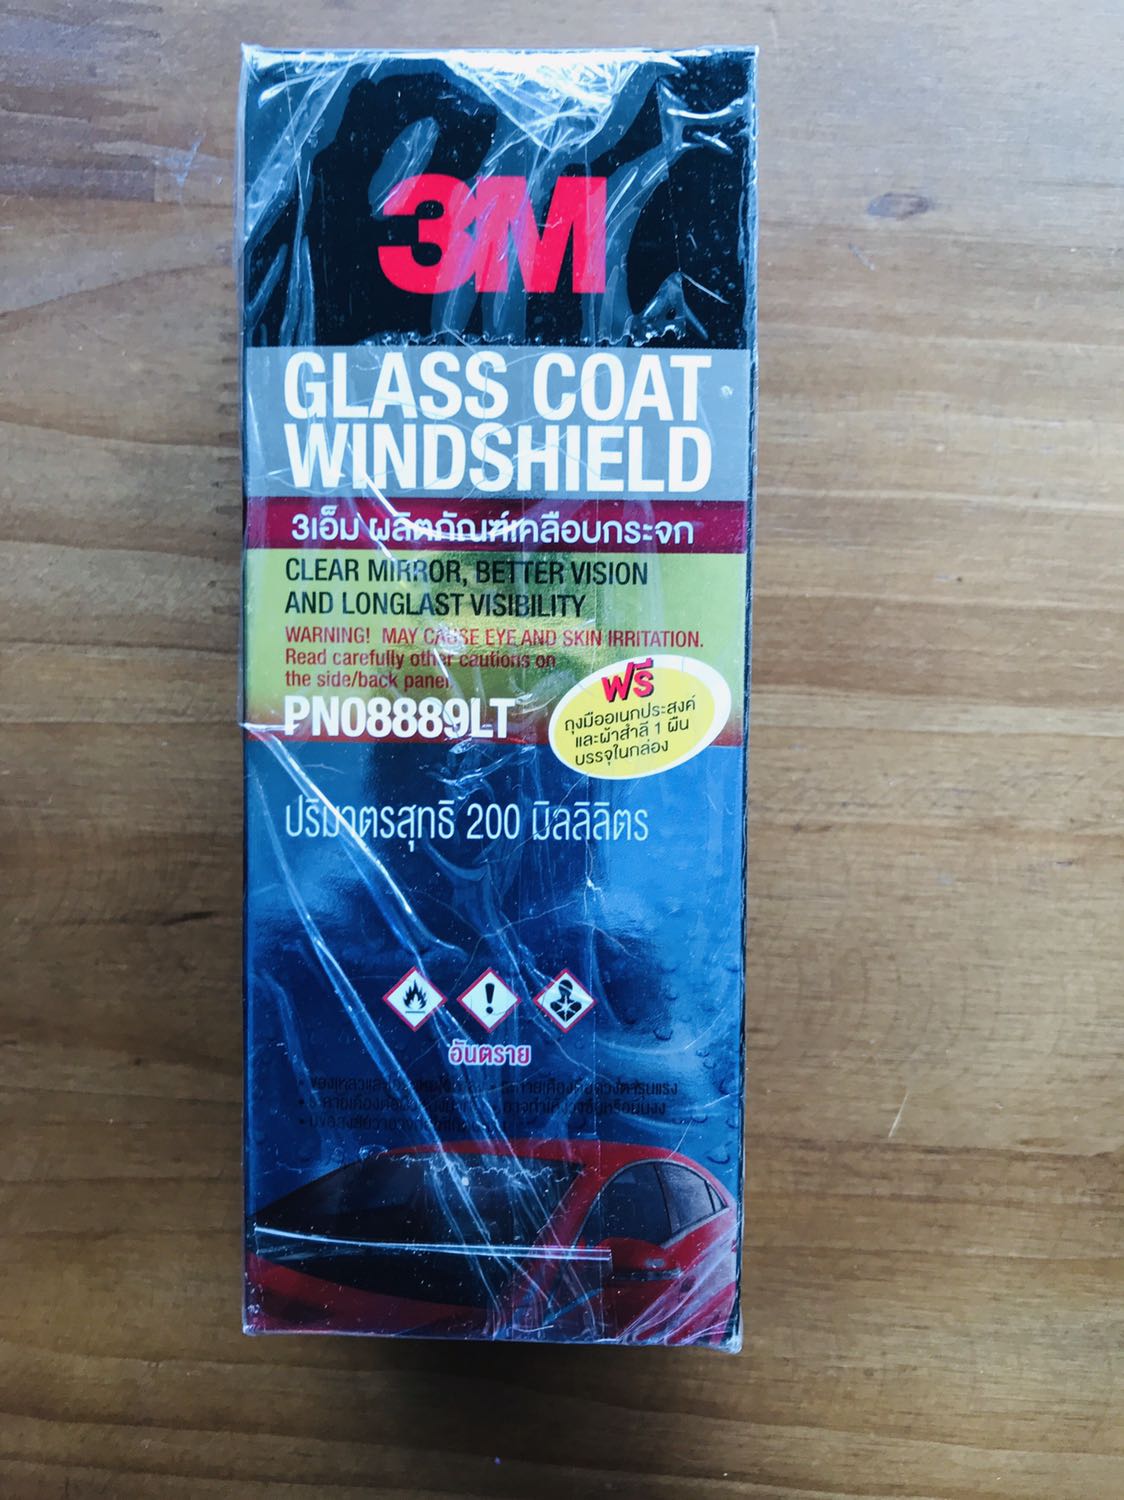 3M
GLASS COAT
WINDSHIELD
3เอ็ม ผลิตภัณฑ์เคลือบกระจก
CLEAR MIRROR, BETTER VISION
AND LONGLAST VISIBILITY
WARNING! MAY CAUSE EYE AND SKIN IRRITATION.
Read carefully other cautions on
the side/back panel
PN08889LT
ฟรี
ถุงมืออเนกประสงค์
และผ้าสำลี 1 ผืน
บรรจุในกล่อง
ปริมาตรสุทธิ 200 มิลลิลิตร
อันตราย